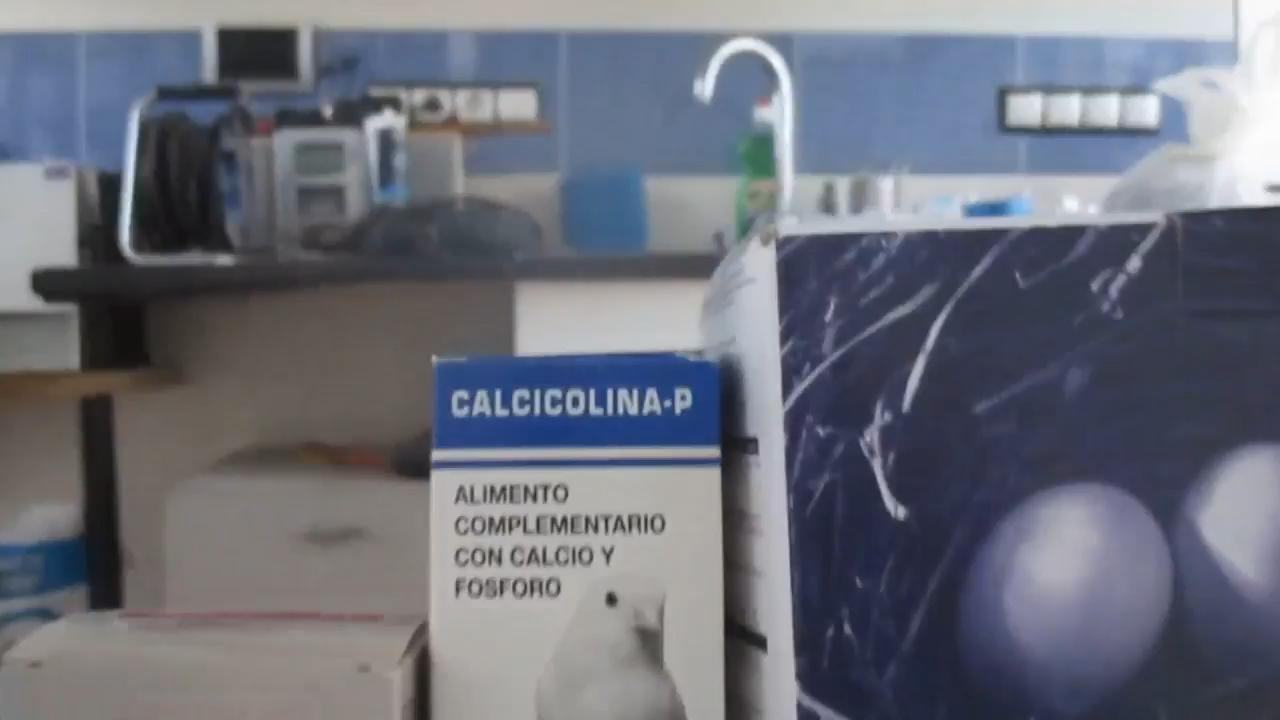 CALCICOLINA-P
ALIMENTO
COMPLEMENTARIO
CON CALCIO Y
FOSFORO